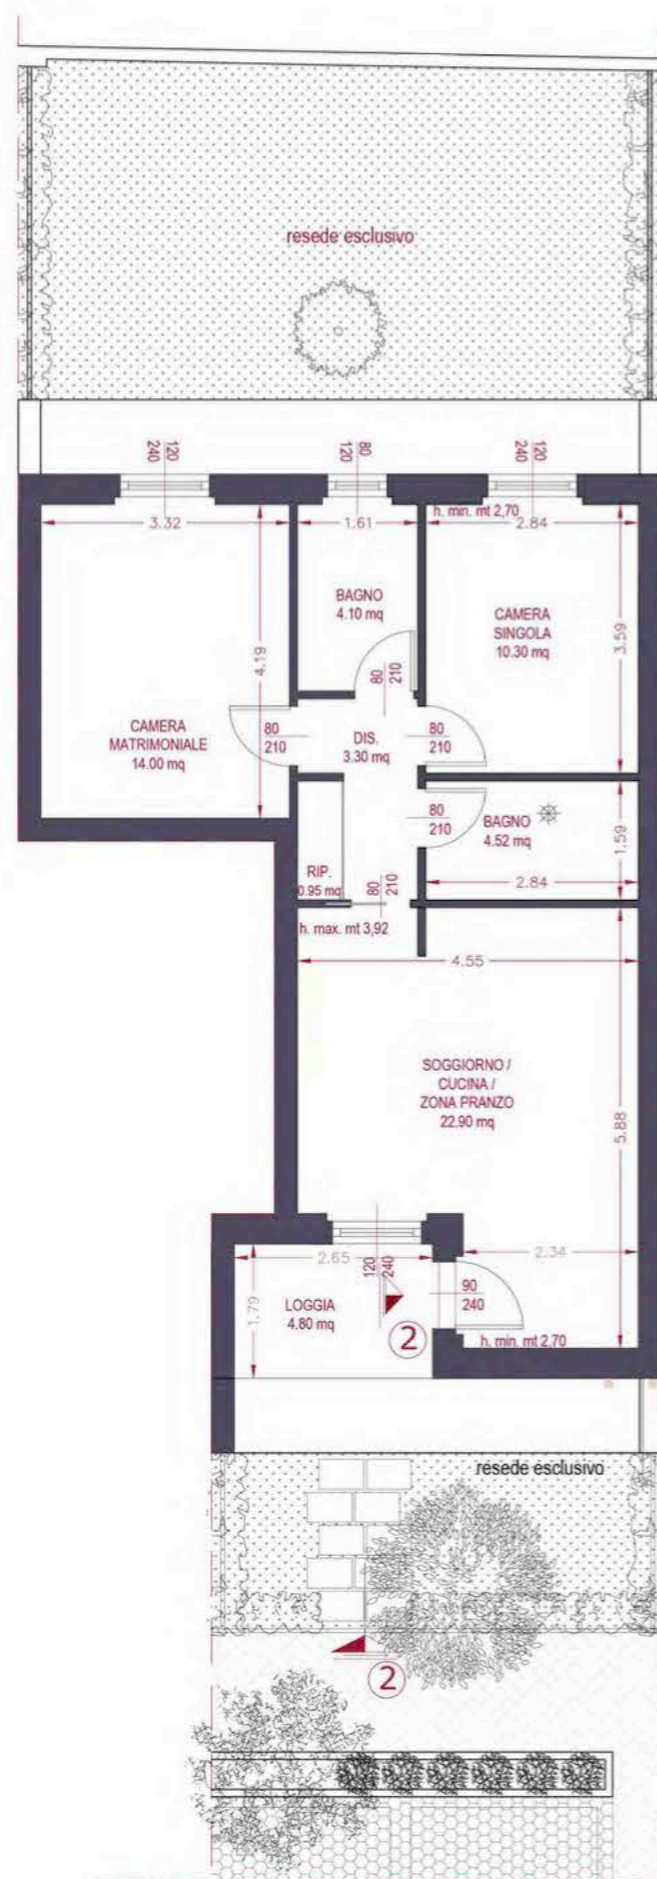 resede esclusivo
120
240
80
120
120
240
3.32
1.61
h. min. mt 2,70
2.84
BAGNO
4.10 mq
CAMERA
SINGOLA
10.30 mq
3.59
4.19
80
210
CAMERA
MATRIMONIALE
14.00 mq
80
210
DIS.
3.30 mq
80
210
80
210
BAGNO
4.52 mq
1.59
2.84
RIP.
0.95 mq
80
210
h. max. mt 3,92
4.55
SOGGIORNO /
CUCINA /
ZONA PRANZO
22.90 mq
5.88
2.65
120
240
2.34
1.79
LOGGIA
4.80 mq
90
240
2
h. min. mt 2,70
resede esclusivo
2